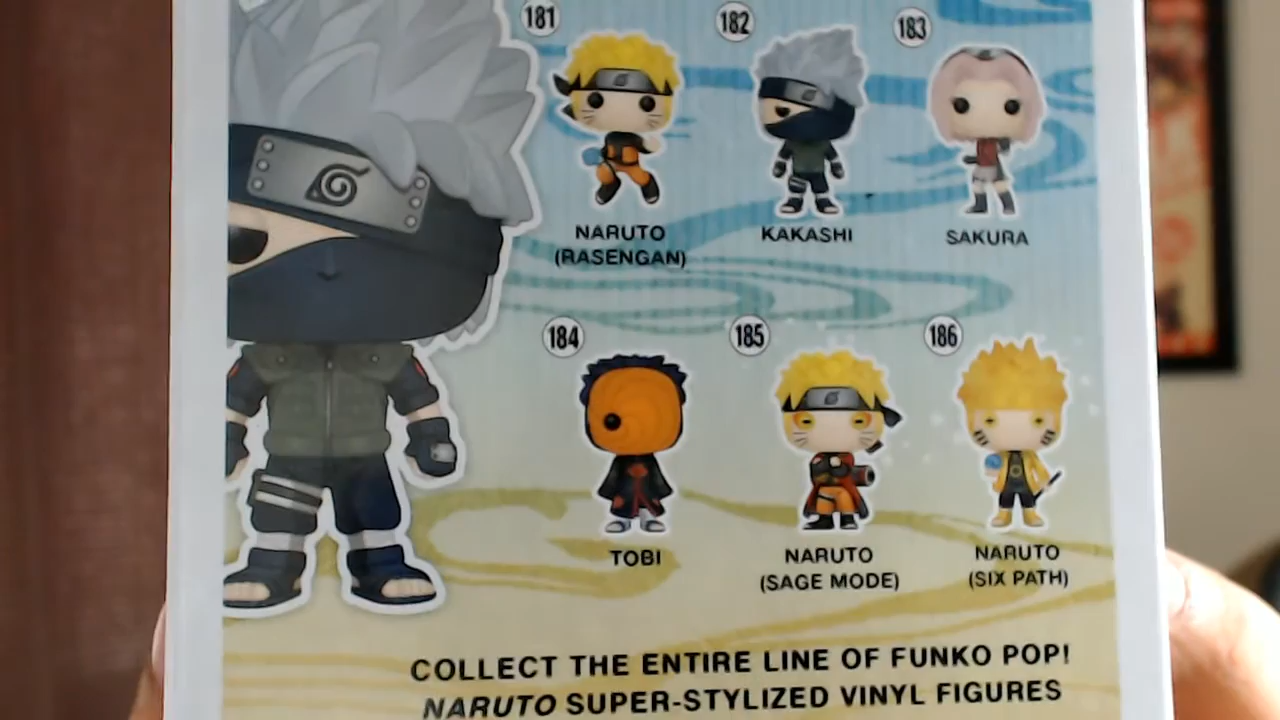 181
182
183
NARUTO
(RASENGAN)
KAKASHI
SAKURA
184
185
186
TOBI
NARUTO
(SAGE MODE)
NARUTO
(SIX PATH)
COLLECT THE ENTIRE LINE OF FUNKO POP!
NARUTO SUPER-STYLIZED VINYL FIGURES